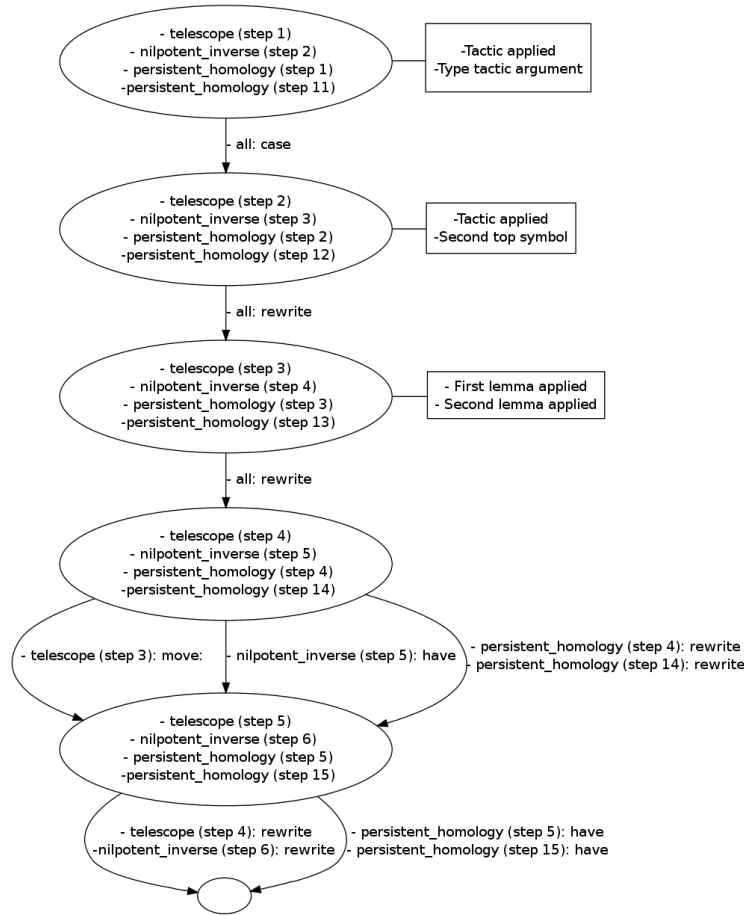 - telescope (step 1)
- nilpotent_inverse (step 2)
- persistent_homology (step 1)
-persistent_homology (step 11)
-Tactic applied
-Type tactic argument
- all: case
- telescope (step 2)
- nilpotent_inverse (step 3)
- persistent_homology (step 2)
-persistent_homology (step 12)
-Tactic applied
-Second top symbol
- all: rewrite
- telescope (step 3)
- nilpotent_inverse (step 4)
- persistent_homology (step 3)
-persistent_homology (step 13)
- First lemma applied
- Second lemma applied
- all: rewrite
- telescope (step 4)
- nilpotent_inverse (step 5)
- persistent_homology (step 4)
-persistent_homology (step 14)
- telescope (step 3): move:
- nilpotent_inverse (step 5): have
- persistent_homology (step 4): rewrite
- persistent_homology (step 14): rewrite
- telescope (step 5)
- nilpotent_inverse (step 6)
- persistent_homology (step 5)
-persistent_homology (step 15)
- telescope (step 4): rewrite
-nilpotent_inverse (step 6): rewrite
- persistent_homology (step 5): have
- persistent_homology (step 15): have